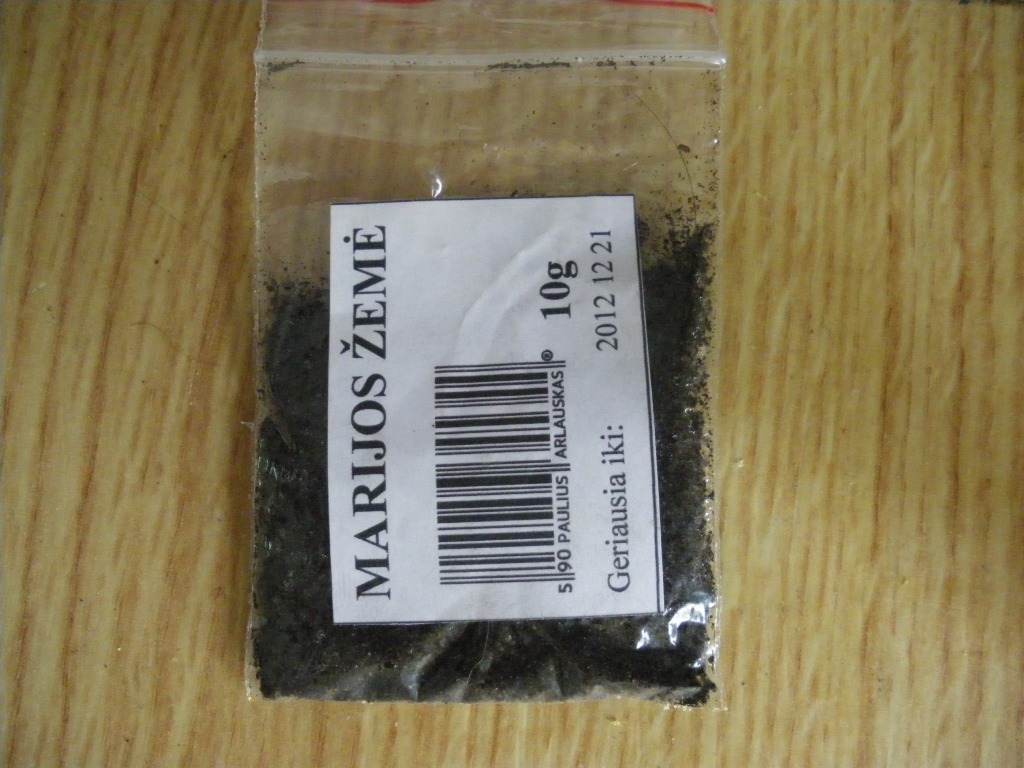 MARIJOS ŽEMĖ
10g
5 90 PAULIUS ARLAUSKAS®
Geriausia iki: 2012 12 21